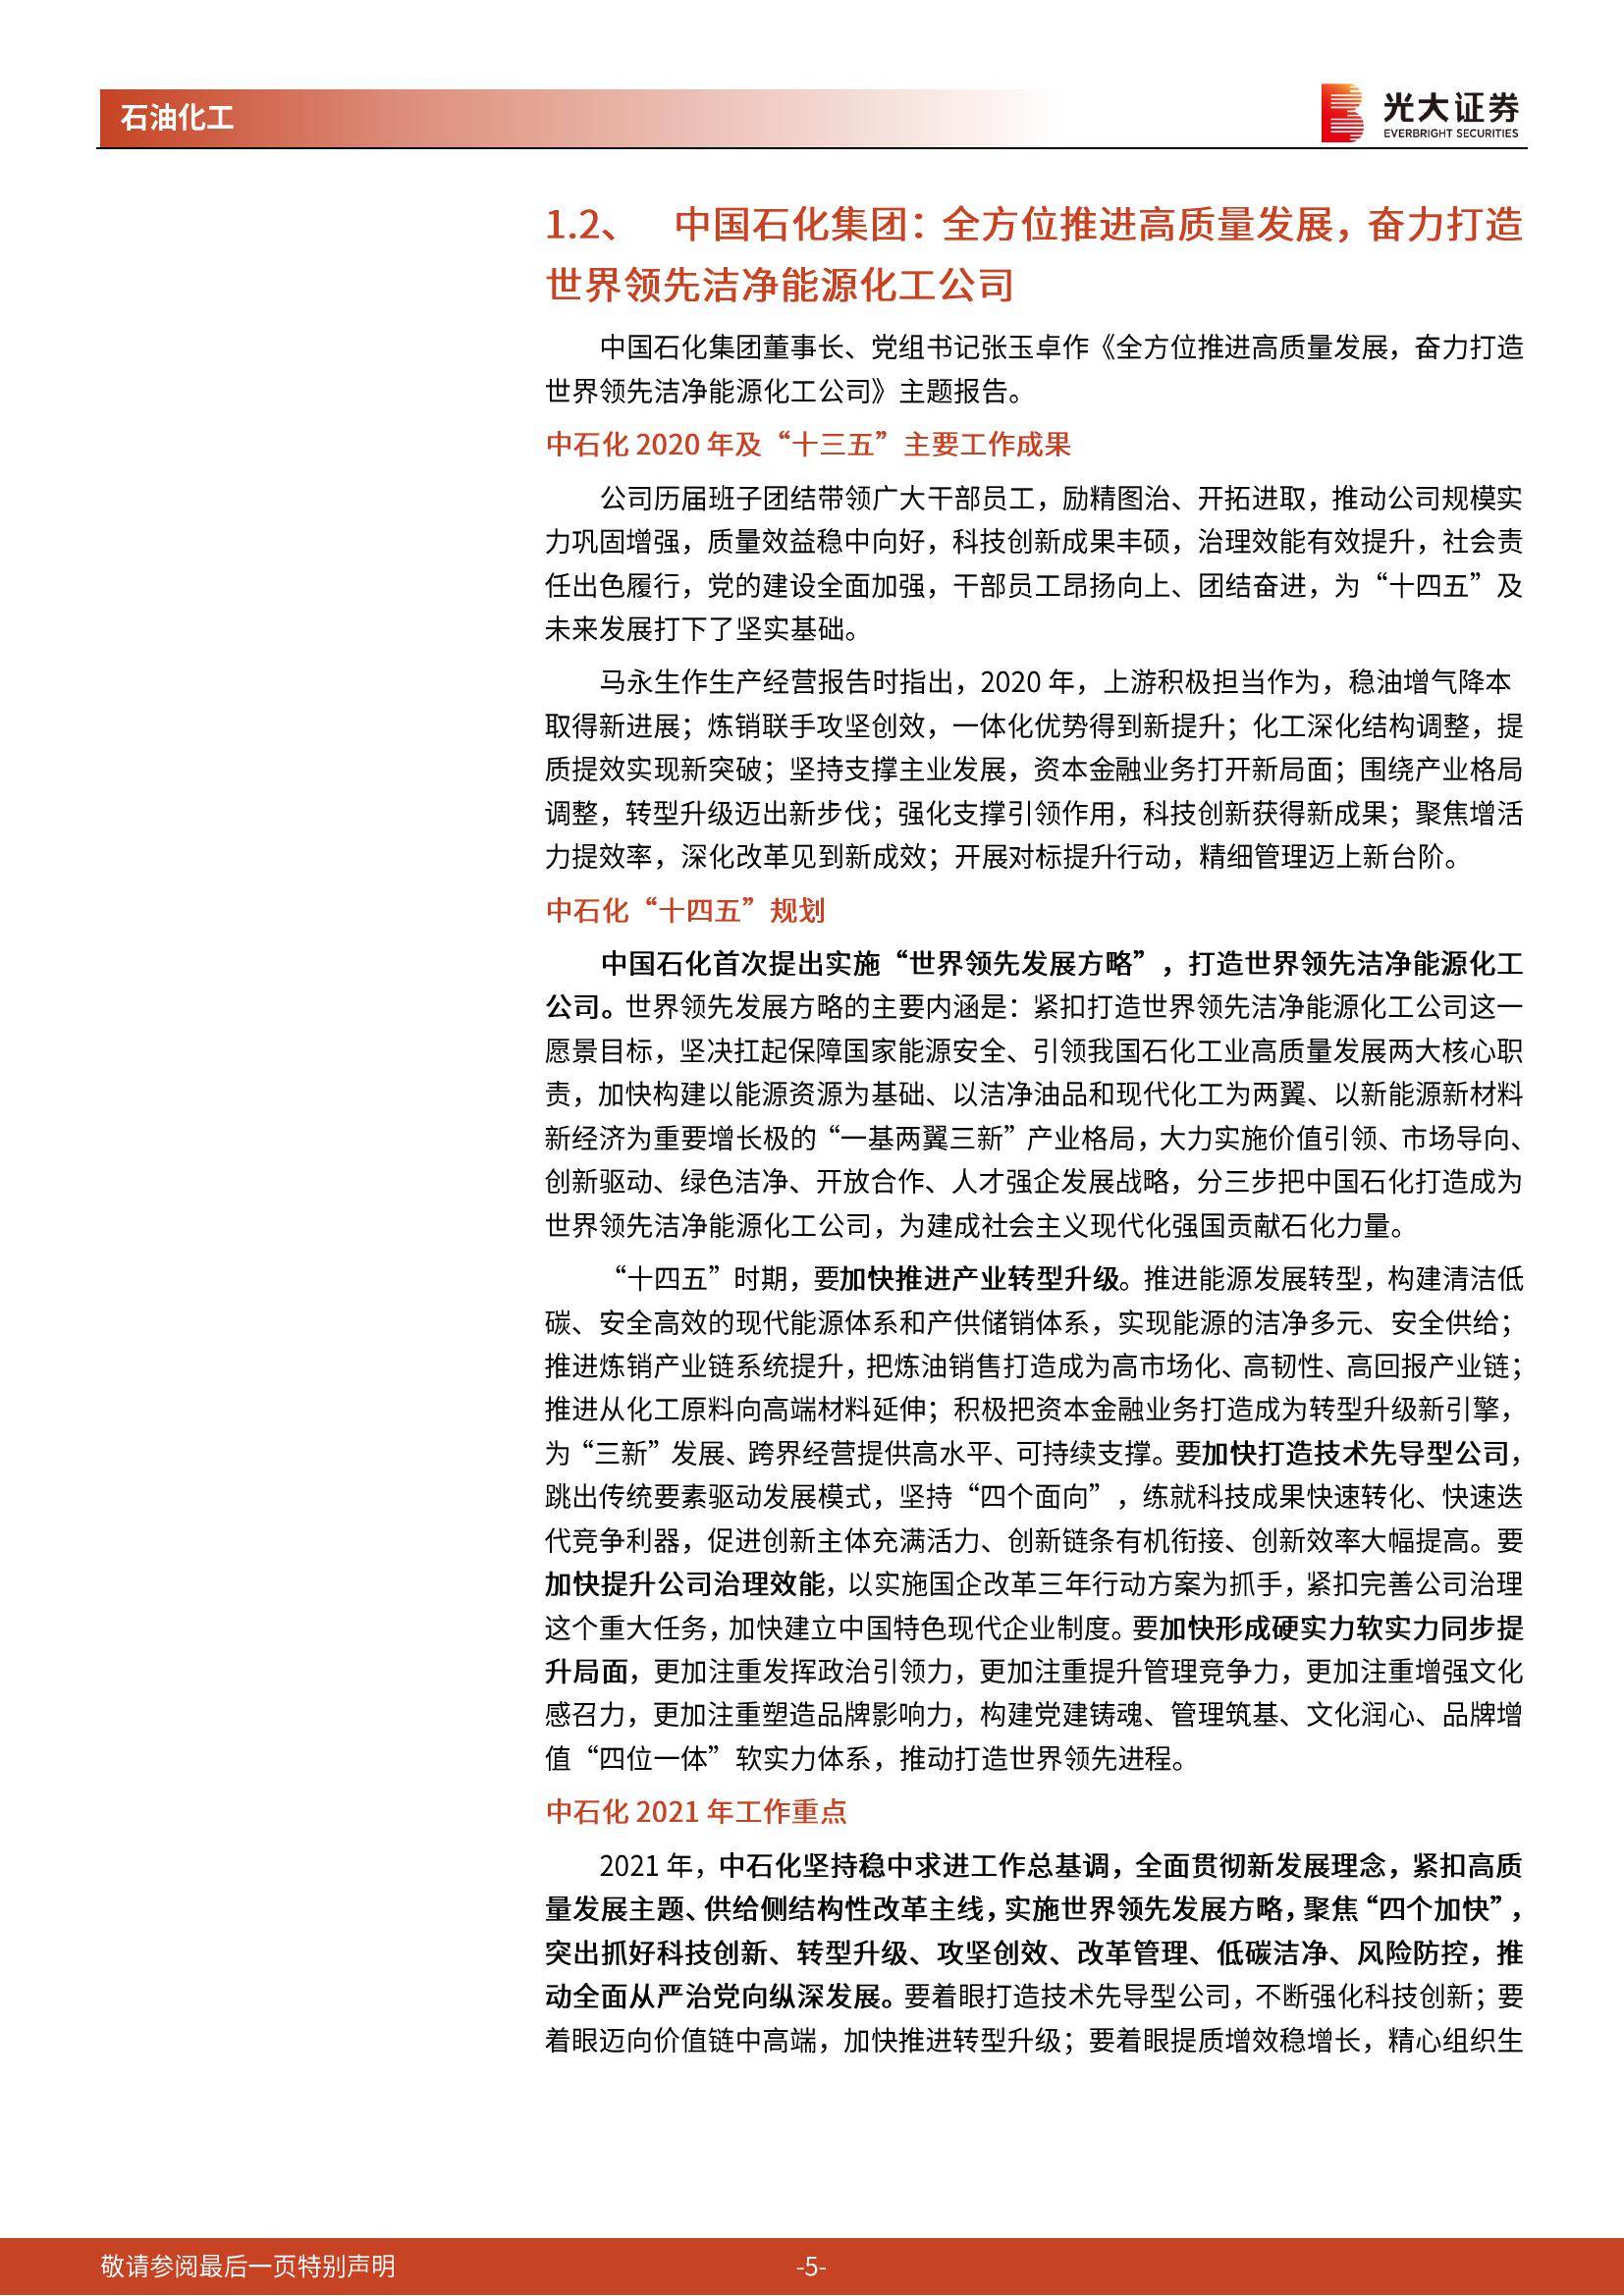 石油化工
光大证券
EVERBRIGHT SECURITIES
1.2、 中国石化集团：全方位推进高质量发展，奋力打造
世界领先洁净能源化工公司
中国石化集团董事长、党组书记张玉卓作《全方位推进高质量发展，奋力打造
世界领先洁净能源化工公司》主题报告。
中石化 2020 年及“十三五”主要工作成果
公司历届班子团结带领广大干部员工，励精图治、开拓进取，推动公司规模实
力巩固增强，质量效益稳中向好，科技创新成果丰硕，治理效能有效提升，社会责
任出色履行，党的建设全面加强，干部员工昂扬向上、团结奋进，为“十四五”及
未来发展打下了坚实基础。
马永生作生产经营报告时指出，2020 年，上游积极担当作为，稳油增气降本
取得新进展；炼销联手攻坚创效，一体化优势得到新提升；化工深化结构调整，提
质提效实现新突破；坚持支撑主业发展，资本金融业务打开新局面；围绕产业格局
调整，转型升级迈出新步伐；强化支撑引领作用，科技创新获得新成果；聚焦增活
力提效率，深化改革见到新成效；开展对标提升行动，精细管理迈上新台阶。
中石化“十四五”规划
中国石化首次提出实施“世界领先发展方略”，打造世界领先洁净能源化工
公司。世界领先发展方略的主要内涵是：紧扣打造世界领先洁净能源化工公司这一
愿景目标，坚决扛起保障国家能源安全、引领我国石化工业高质量发展两大核心职
责，加快构建以能源资源为基础、以洁净油品和现代化工为两翼、以新能源新材料
新经济为重要增长极的“一基两翼三新”产业格局，大力实施价值引领、市场导向、
创新驱动、绿色洁净、开放合作、人才强企发展战略，分三步把中国石化打造成为
世界领先洁净能源化工公司，为建成社会主义现代化强国贡献石化力量。
“十四五”时期，要加快推进产业转型升级。推进能源发展转型，构建清洁低
碳、安全高效的现代能源体系和产供储销体系，实现能源的洁净多元、安全供给；
推进炼销产业链系统提升，把炼油销售打造成为高市场化、高韧性、高回报产业链；
推进从化工原料向高端材料延伸；积极把资本金融业务打造成为转型升级新引擎，
为“三新”发展、跨界经营提供高水平、可持续支撑。要加快打造技术先导型公司，
跳出传统要素驱动发展模式，坚持“四个面向”，练就科技成果快速转化、快速迭
代竞争利器，促进创新主体充满活力、创新链条有机衔接、创新效率大幅提高。要
加快提升公司治理效能，以实施国企改革三年行动方案为抓手，紧扣完善公司治理
这个重大任务，加快建立中国特色现代企业制度。要加快形成硬实力软实力同步提
升局面，更加注重发挥政治引领力，更加注重提升管理竞争力，更加注重增强文化
感召力，更加注重塑造品牌影响力，构建党建铸魂、管理筑基、文化润心、品牌增
值“四位一体”软实力体系，推动打造世界领先进程。
中石化 2021 年工作重点
2021 年，中石化坚持稳中求进工作总基调，全面贯彻新发展理念，紧扣高质
量发展主题、供给侧结构性改革主线，实施世界领先发展方略，聚焦“四个加快”，
突出抓好科技创新、转型升级、攻坚创效、改革管理、低碳洁净、风险防控，推
动全面从严治党向纵深发展。要着眼打造技术先导型公司，不断强化科技创新；要
着眼迈向价值链中高端，加快推进转型升级；要着眼提质增效稳增长，精心组织生
敬请参阅最后一页特别声明
-5-